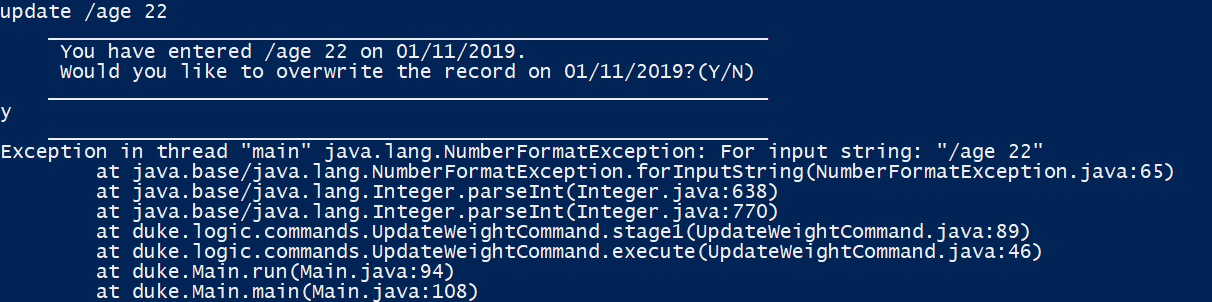 update /age 22
____________________________________________________________
You have entered /age 22 on 01/11/2019.
Would you like to overwrite the record on 01/11/2019?(Y/N)
____________________________________________________________
y
____________________________________________________________
Exception in thread "main" java.lang.NumberFormatException: For input string: "/age 22"
at java.base/java.lang.NumberFormatException.forInputString(NumberFormatException.java:65)
at java.base/java.lang.Integer.parseInt(Integer.java:638)
at java.base/java.lang.Integer.parseInt(Integer.java:770)
at duke.logic.commands.UpdateWeightCommand.stage1(UpdateWeightCommand.java:89)
at duke.logic.commands.UpdateWeightCommand.execute(UpdateWeightCommand.java:46)
at duke.Main.run(Main.java:94)
at duke.Main.main(Main.java:108)